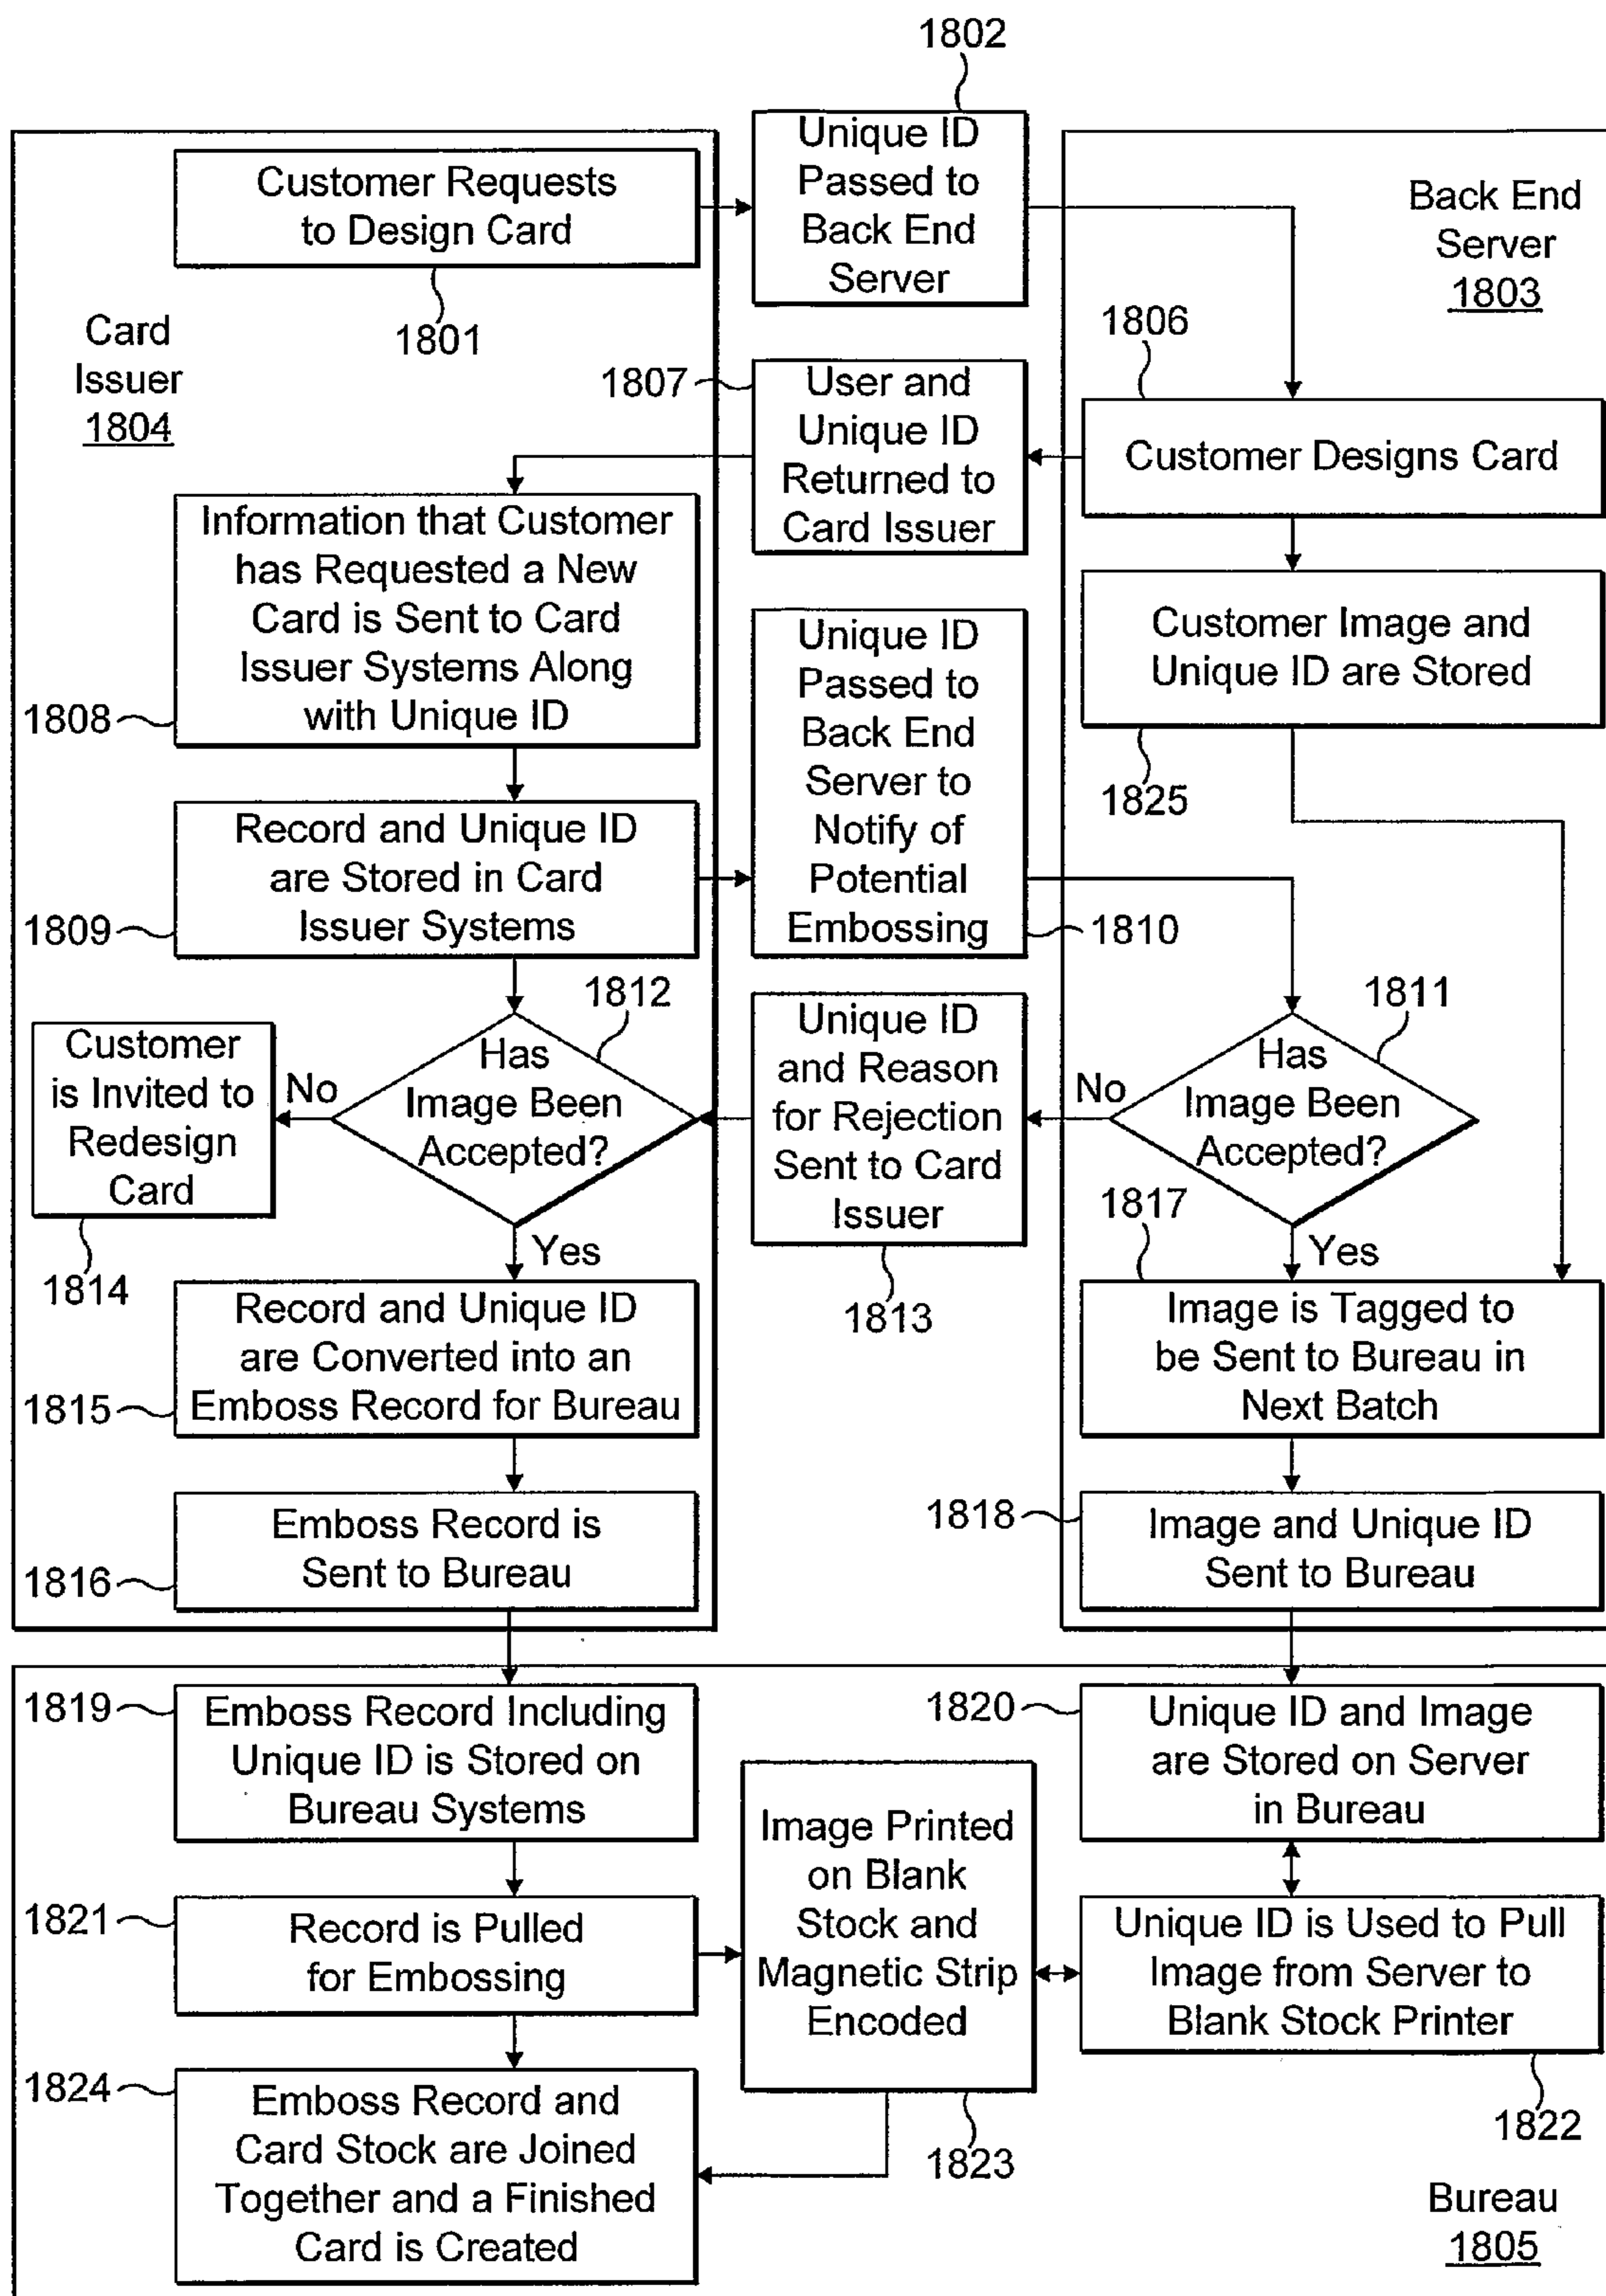 1802
Unique ID
Passed to
Back End
Server
Customer Requests
to Design Card
1801
Back End
Server
1803
Card
Issuer
1804
1806
Customer Designs Card
1807
User and
Unique ID
Returned to
Card Issuer
Information that Customer
has Requested a New
Card is Sent to Card
Issuer Systems Along
with Unique ID
1808
Customer Image and
Unique ID are Stored
1825
Unique ID
Passed to
Back End
Server to
Notify of
Potential
Embossing
1810
Record and Unique ID
are Stored in Card
Issuer Systems
1809
1812
Has
Image Been
Accepted?
No
Yes
Customer
is Invited to
Redesign
Card
1814
Unique ID
and Reason
for Rejection
Sent to Card
Issuer
1813
1811
Has
Image Been
Accepted?
No
Yes
1817
Image is Tagged to
be Sent to Bureau in
Next Batch
Record and Unique ID
are Converted into an
Emboss Record for Bureau
1815
Emboss Record is
Sent to Bureau
1816
1818
Image and Unique ID
Sent to Bureau
1819
Emboss Record Including
Unique ID is Stored on
Bureau Systems
1820
Unique ID and Image
are Stored on Server
in Bureau
1821
Record is Pulled
for Embossing
Image Printed
on Blank
Stock and
Magnetic Strip
Encoded
1823
Unique ID is Used to Pull
Image from Server to
Blank Stock Printer
1822
1824
Emboss Record and
Card Stock are Joined
Together and a Finished
Card is Created
Bureau
1805